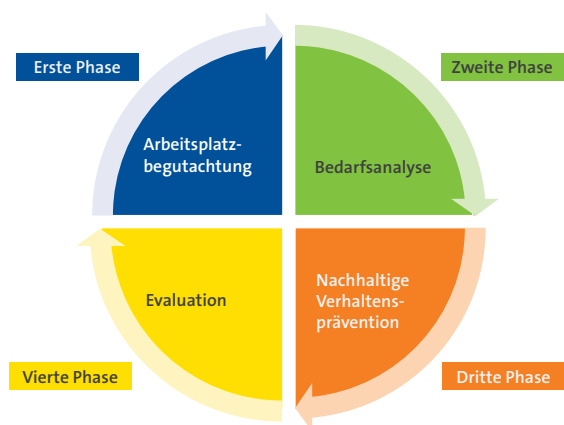 Erste Phase
Zweite Phase
Arbeitsplatz-
begutachtung
Bedarfsanalyse
Evaluation
Nachhaltige
Verhaltens-
prävention
Vierte Phase
Dritte Phase